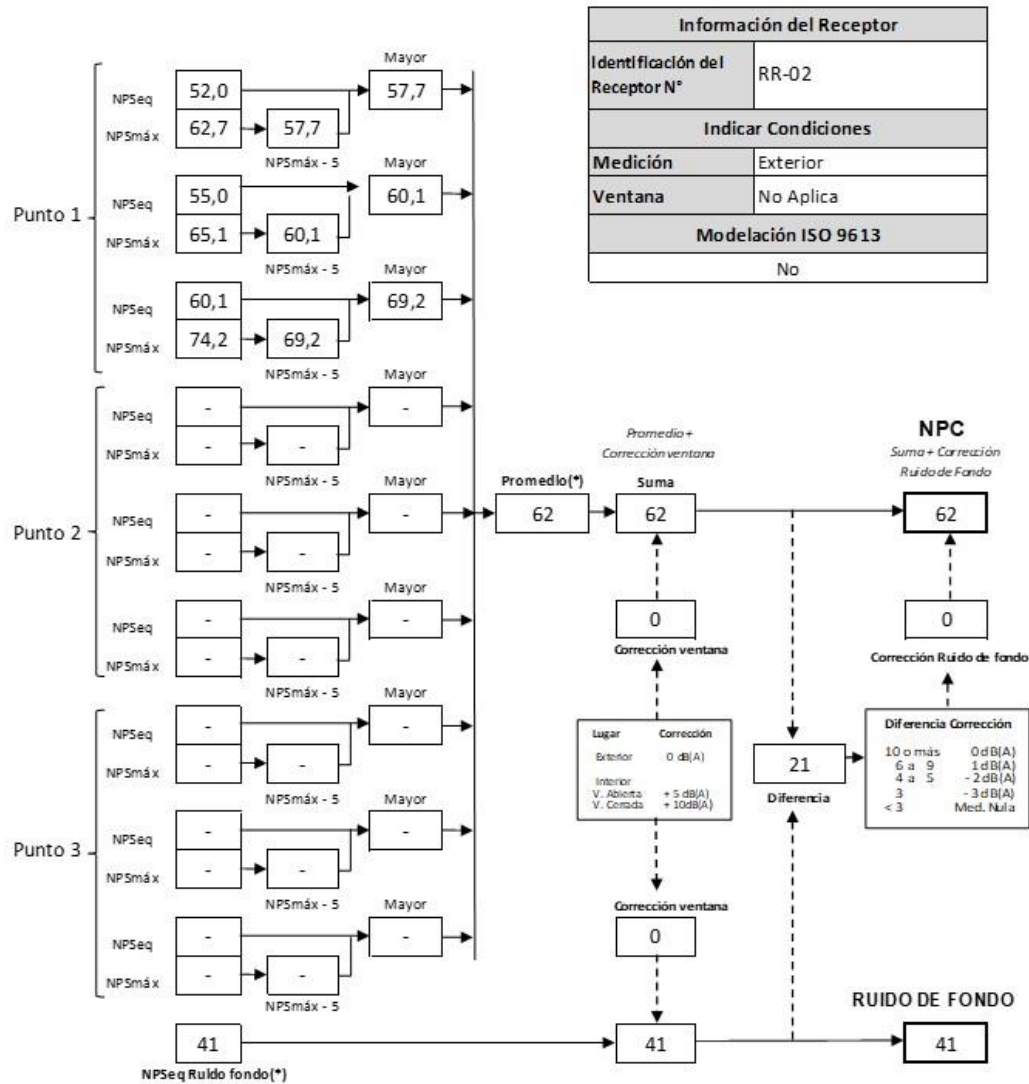 Información del Receptor
Identificación del Receptor N° RR-02
Indicar Condiciones
Medición Exterior
Ventana No Aplica
Modelación ISO 9613
No
Punto 1
Mayor
NPSeq 52,0 57,7
NPSmáx 62,7 57,7
NPSmáx - 5
Mayor
NPSeq 55,0 60,1
NPSmáx 65,1 60,1
NPSmáx - 5
Mayor
NPSeq 60,1 69,2
NPSmáx 74,2 69,2
NPSmáx - 5
Punto 2
Mayor
NPSeq - -
NPSmáx - -
NPSmáx - 5
Mayor
NPSeq - -
NPSmáx - -
NPSmáx - 5
Mayor
NPSeq - -
NPSmáx - -
NPSmáx - 5
Punto 3
Mayor
NPSeq - -
NPSmáx - -
NPSmáx - 5
Mayor
NPSeq - -
NPSmáx - -
NPSmáx - 5
Mayor
NPSeq - -
NPSmáx - -
NPSmáx - 5
41
NPSeq Ruido fondo(*)
Promedio(*)
62
Promedio +
Corrección ventana
Suma
62
0
Corrección ventana
Lugar Corrección
Exterior 0 dB(A)
Interior
V. Abierta + 5 dB(A)
V. Cerrada + 10dB(A)
Corrección ventana
0
41
21
Diferencia
NPC
Suma + Corrección
Ruido de Fondo
62
0
Corrección Ruido de fondo
Diferencia Corrección
10 o más 0 dB(A)
6 a 9 1 dB(A)
4 a 5 - 2 dB(A)
3 - 3 dB(A)
< 3 Med. Nula
RUIDO DE FONDO
41